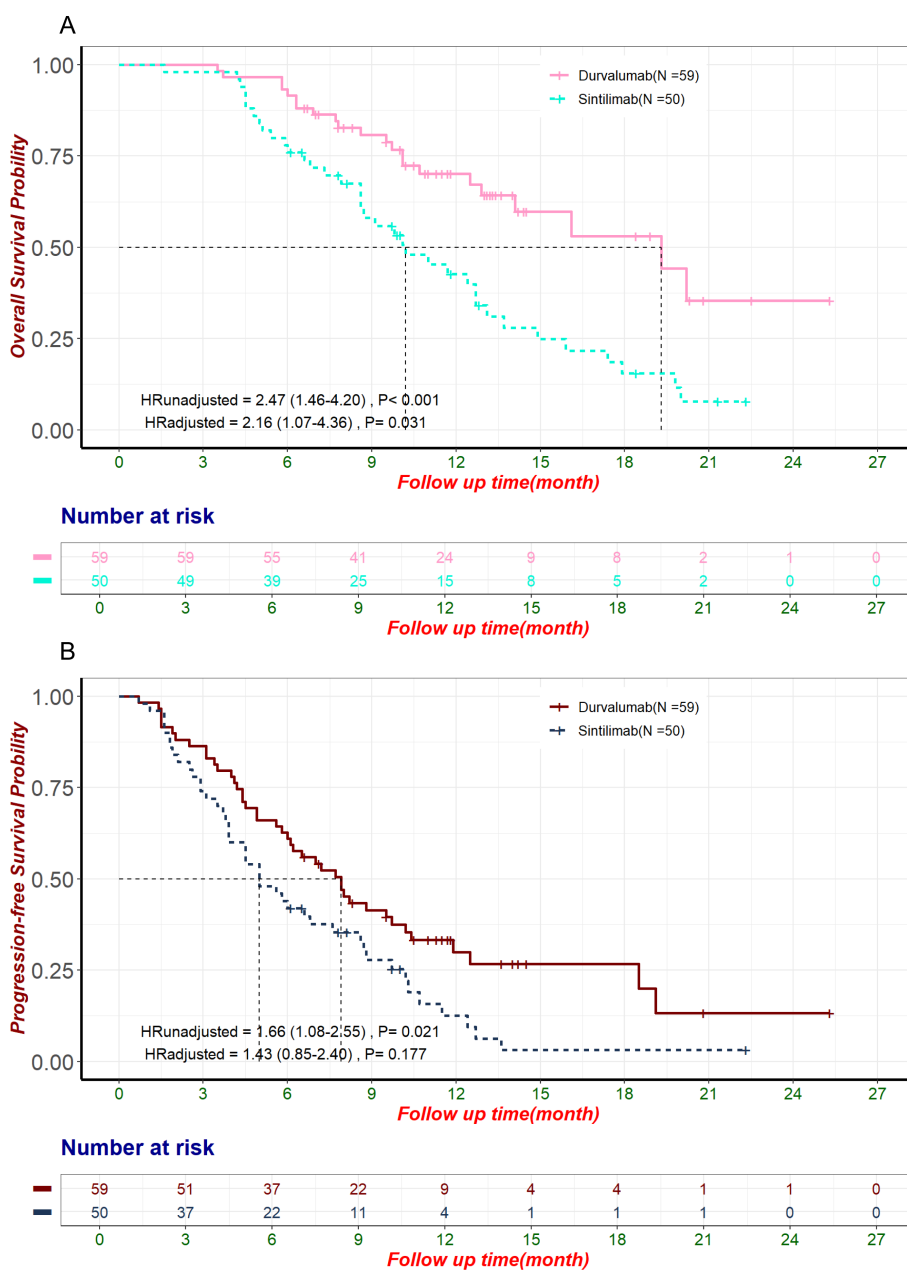 A
1.00
0.75
0.50
0.25
0.00
Overall Survival Probility
Durvalumab(N =59)
Sintilimab(N =50)
HRunadjusted = 2.47 (1.46-4.20) , P< 0.001
HRadjusted = 2.16 (1.07-4.36) , P= 0.031
0 3 6 9 12 15 18 21 24 27
Follow up time(month)
Number at risk
59 59 55 41 24 9 8 2 1 0
50 49 39 25 15 8 5 2 0 0
0 3 6 9 12 15 18 21 24 27
Follow up time(month)
B
1.00
0.75
0.50
0.25
0.00
Progression-free Survival Probility
Durvalumab(N =59)
Sintilimab(N =50)
HRunadjusted = 1.66 (1.08-2.55) , P= 0.021
HRadjusted = 1.43 (0.85-2.40) , P= 0.177
0 3 6 9 12 15 18 21 24 27
Follow up time(month)
Number at risk
59 51 37 22 9 4 4 1 1 0
50 37 22 11 4 1 1 1 0 0
0 3 6 9 12 15 18 21 24 27
Follow up time(month)